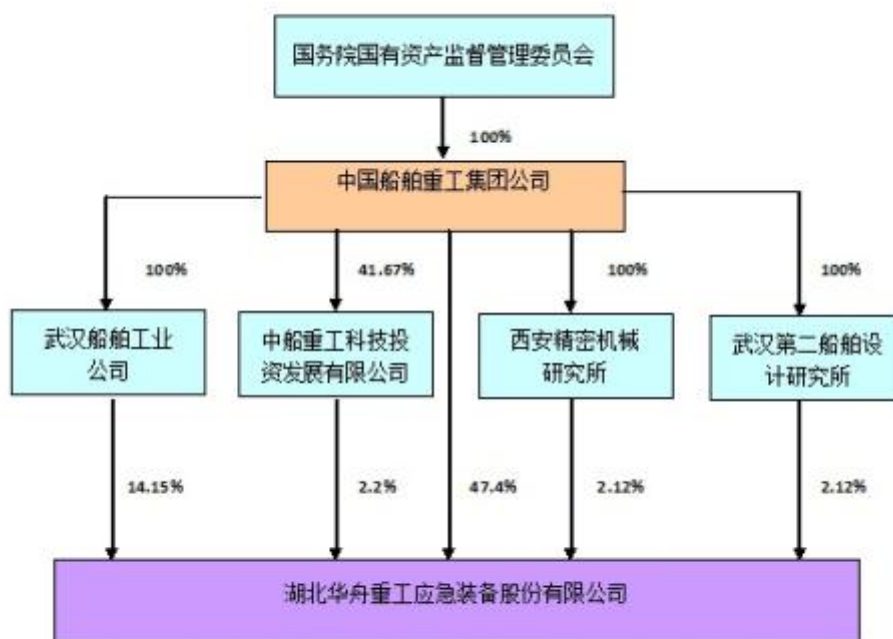 国务院国有资产监督管理委员会
100%
中国船舶重工集团公司
100%
41.67%
100%
100%
武汉船舶工业
公司
中船重工科技投
资发展有限公司
西安精密机械
研究所
武汉第二船舶设
计研究所
14.15%
2.2%
47.4%
2.12%
2.12%
湖北华舟重工应急装备股份有限公司